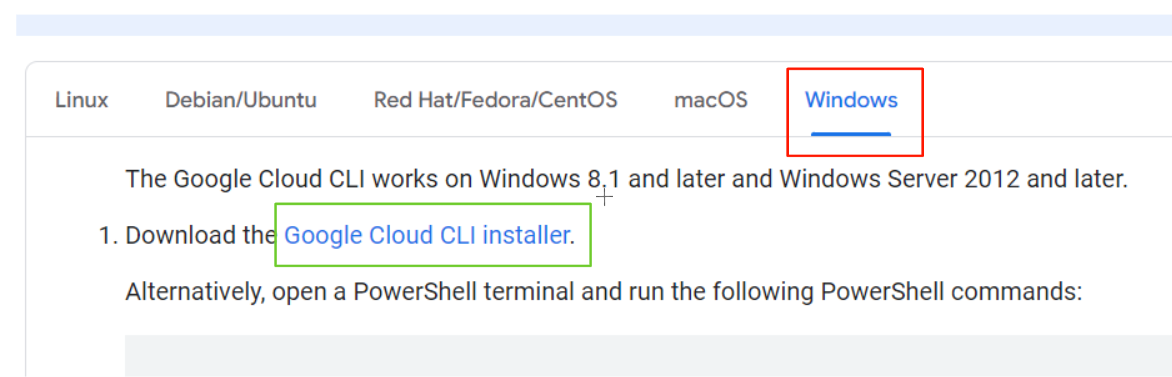 Linux Debian/Ubuntu Red Hat/Fedora/CentOS macOS Windows
The Google Cloud CLI works on Windows 8.1 and later and Windows Server 2012 and later.
1. Download the Google Cloud CLI installer.
Alternatively, open a PowerShell terminal and run the following PowerShell commands: